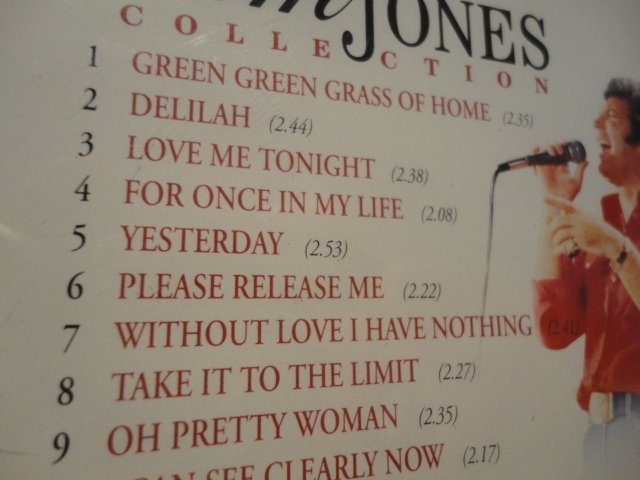 JONES
COLLECTION
1 GREEN GREEN GRASS OF HOME (2.35)
2 DELILAH (2.44)
3 LOVE ME TONIGHT (2.38)
4 FOR ONCE IN MY LIFE (2.08)
5 YESTERDAY (2.53)
6 PLEASE RELEASE ME (2.22)
7 WITHOUT LOVE I HAVE NOTHING (2.41)
8 TAKE IT TO THE LIMIT (2.27)
9 OH PRETTY WOMAN (2.35)
CAN SEE CLEARLY NOW (2.17)